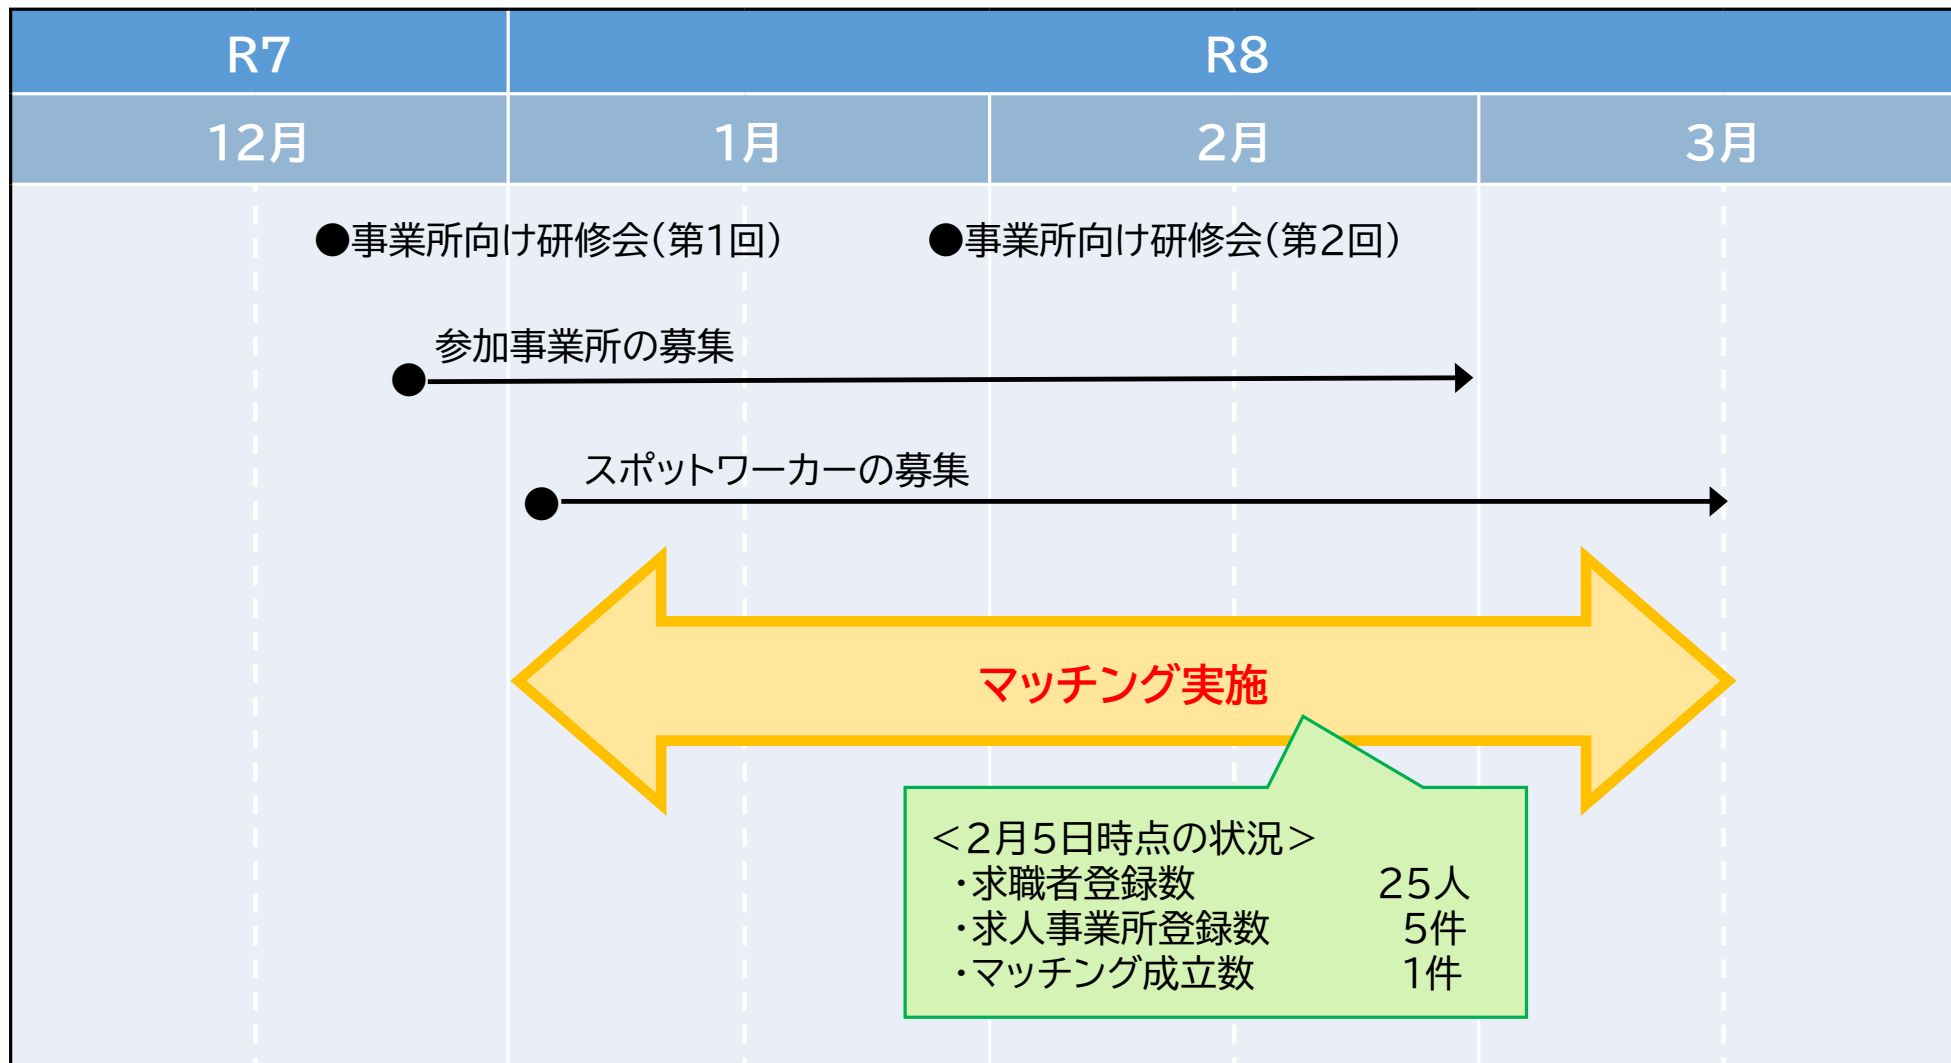 R7
R8
12月
1月
2月
3月
●事業所向け研修会(第1回)
●事業所向け研修会(第2回)
参加事業所の募集
スポットワーカーの募集
マッチング実施
＜2月5日時点の状況＞
・求職者登録数 25人
・求人事業所登録数 5件
・マッチング成立数 1件